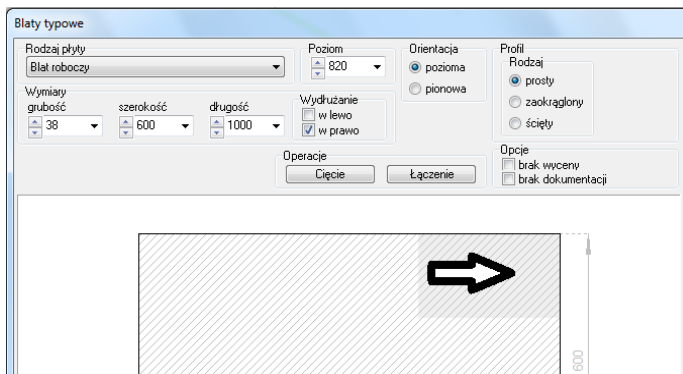 Blaty typowe
Rodzaj płyty
Blat roboczy
Poziom
820
Orientacja
pozioma
pionowa
Profil
Rodzaj
prosty
zaokrąglony
ścięty
Wymiary
grubość
38
szerokość
600
długość
1000
Wydłużanie
w lewo
w prawo
Operacje
Cięcie
Łączenie
Opcje
brak wyceny
brak dokumentacji
600